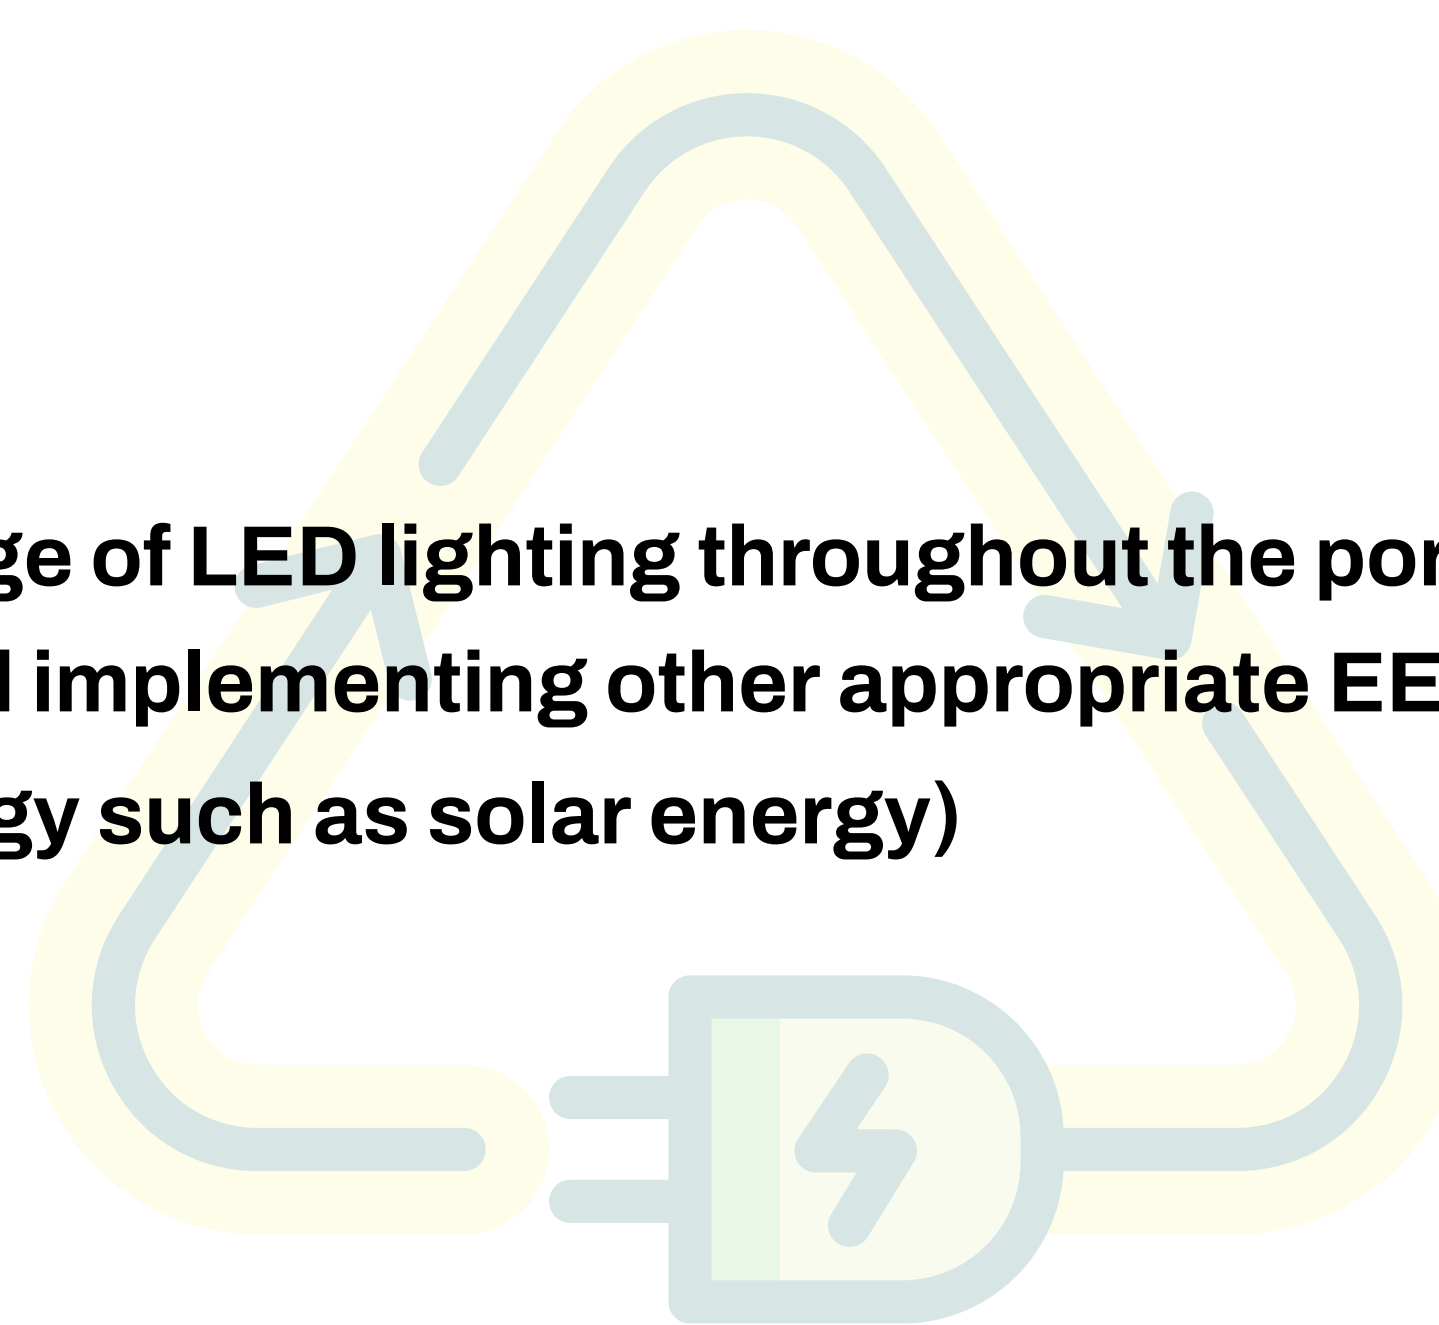 ge of LED lighting throughout the por
implementing other appropriate EE
gy such as solar energy)